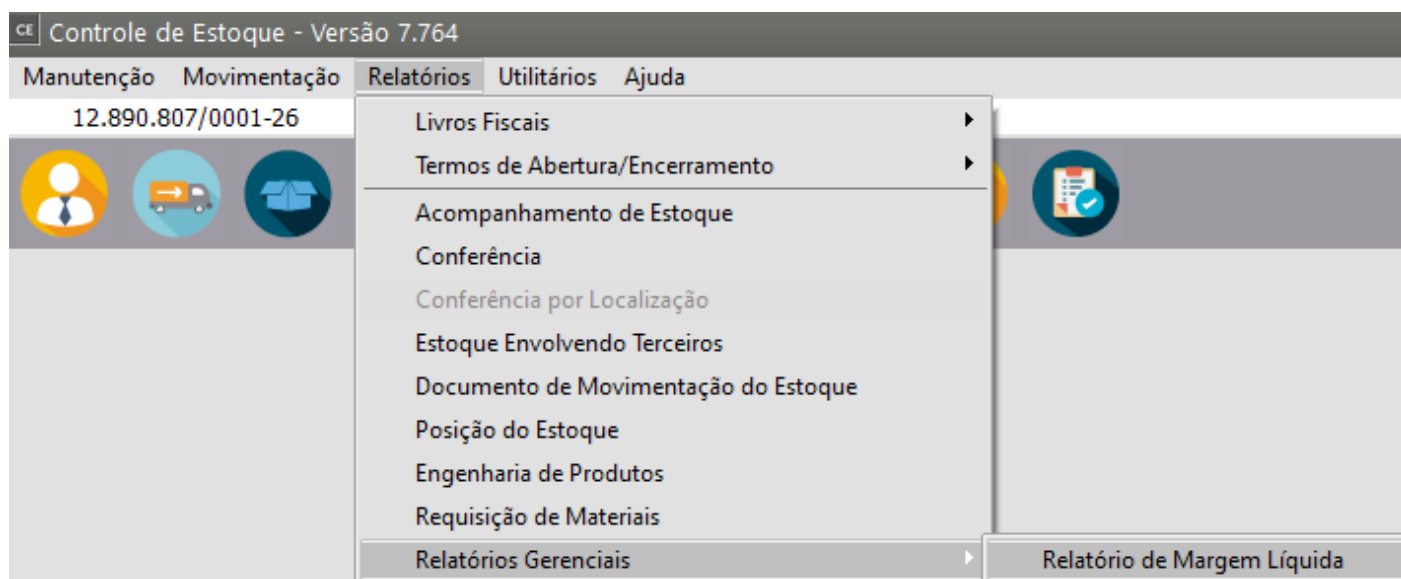 CE Controle de Estoque - Versão 7.764
Manutenção Movimentação Relatórios Utilitários Ajuda
12.890.807/0001-26
Livros Fiscais
Termos de Abertura/Encerramento
Acompanhamento de Estoque
Conferência
Conferência por Localização
Estoque Envolvendo Terceiros
Documento de Movimentação do Estoque
Posição do Estoque
Engenharia de Produtos
Requisição de Materiais
Relatórios Gerenciais Relatório de Margem Líquida